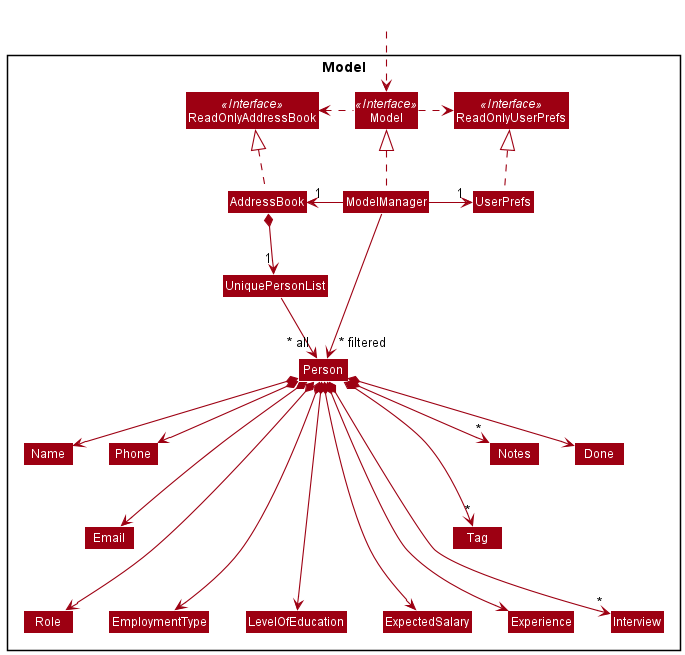 Model
«Interface»
ReadOnlyAddressBook
«Interface»
Model
«Interface»
ReadOnlyUserPrefs
AddressBook
1
ModelManager
1
UserPrefs
1
UniquePersonList
* all
* filtered
Person
Name
Phone
*
Notes
Done
Email
*
Tag
Role
EmploymentType
LevelOfEducation
ExpectedSalary
Experience
*
Interview